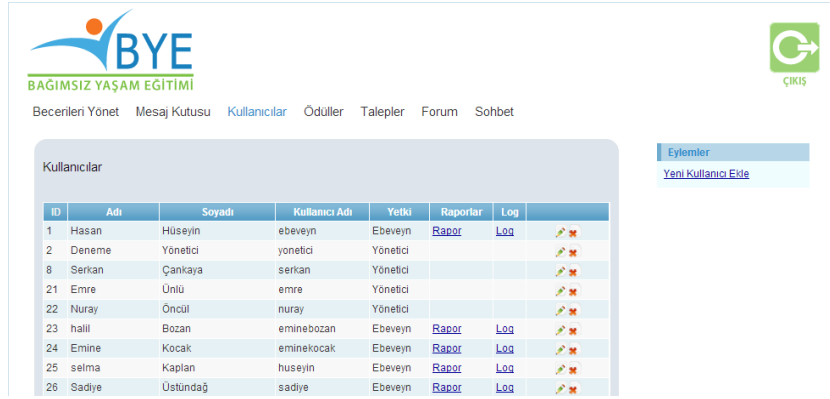 BYE
BAĞIMSIZ YAŞAM EĞİTİMİ
ÇIKIŞ
Becerileri Yönet Mesaj Kutusu Kullanıcılar Ödüller Talepler Forum Sohbet
Kullanıcılar
Eylemler
Yeni Kullanıcı Ekle
ID Adı Soyadı Kullanıcı Adı Yetki Raporlar Log
1 Hasan Hüseyin ebeveyn Ebeveyn Rapor Log
2 Deneme Yönetici yonetici Yönetici
8 Serkan Çankaya serkan Yönetici
21 Emre Ünlü emre Yönetici
22 Nuray Öncül nuray Yönetici
23 halil Bozan eminebozan Ebeveyn Rapor Log
24 Emine Kocak eminekocak Ebeveyn Rapor Log
25 selma Kaplan huseyin Ebeveyn Rapor Log
26 Sadiye Üstündağ sadiye Ebeveyn Rapor Log